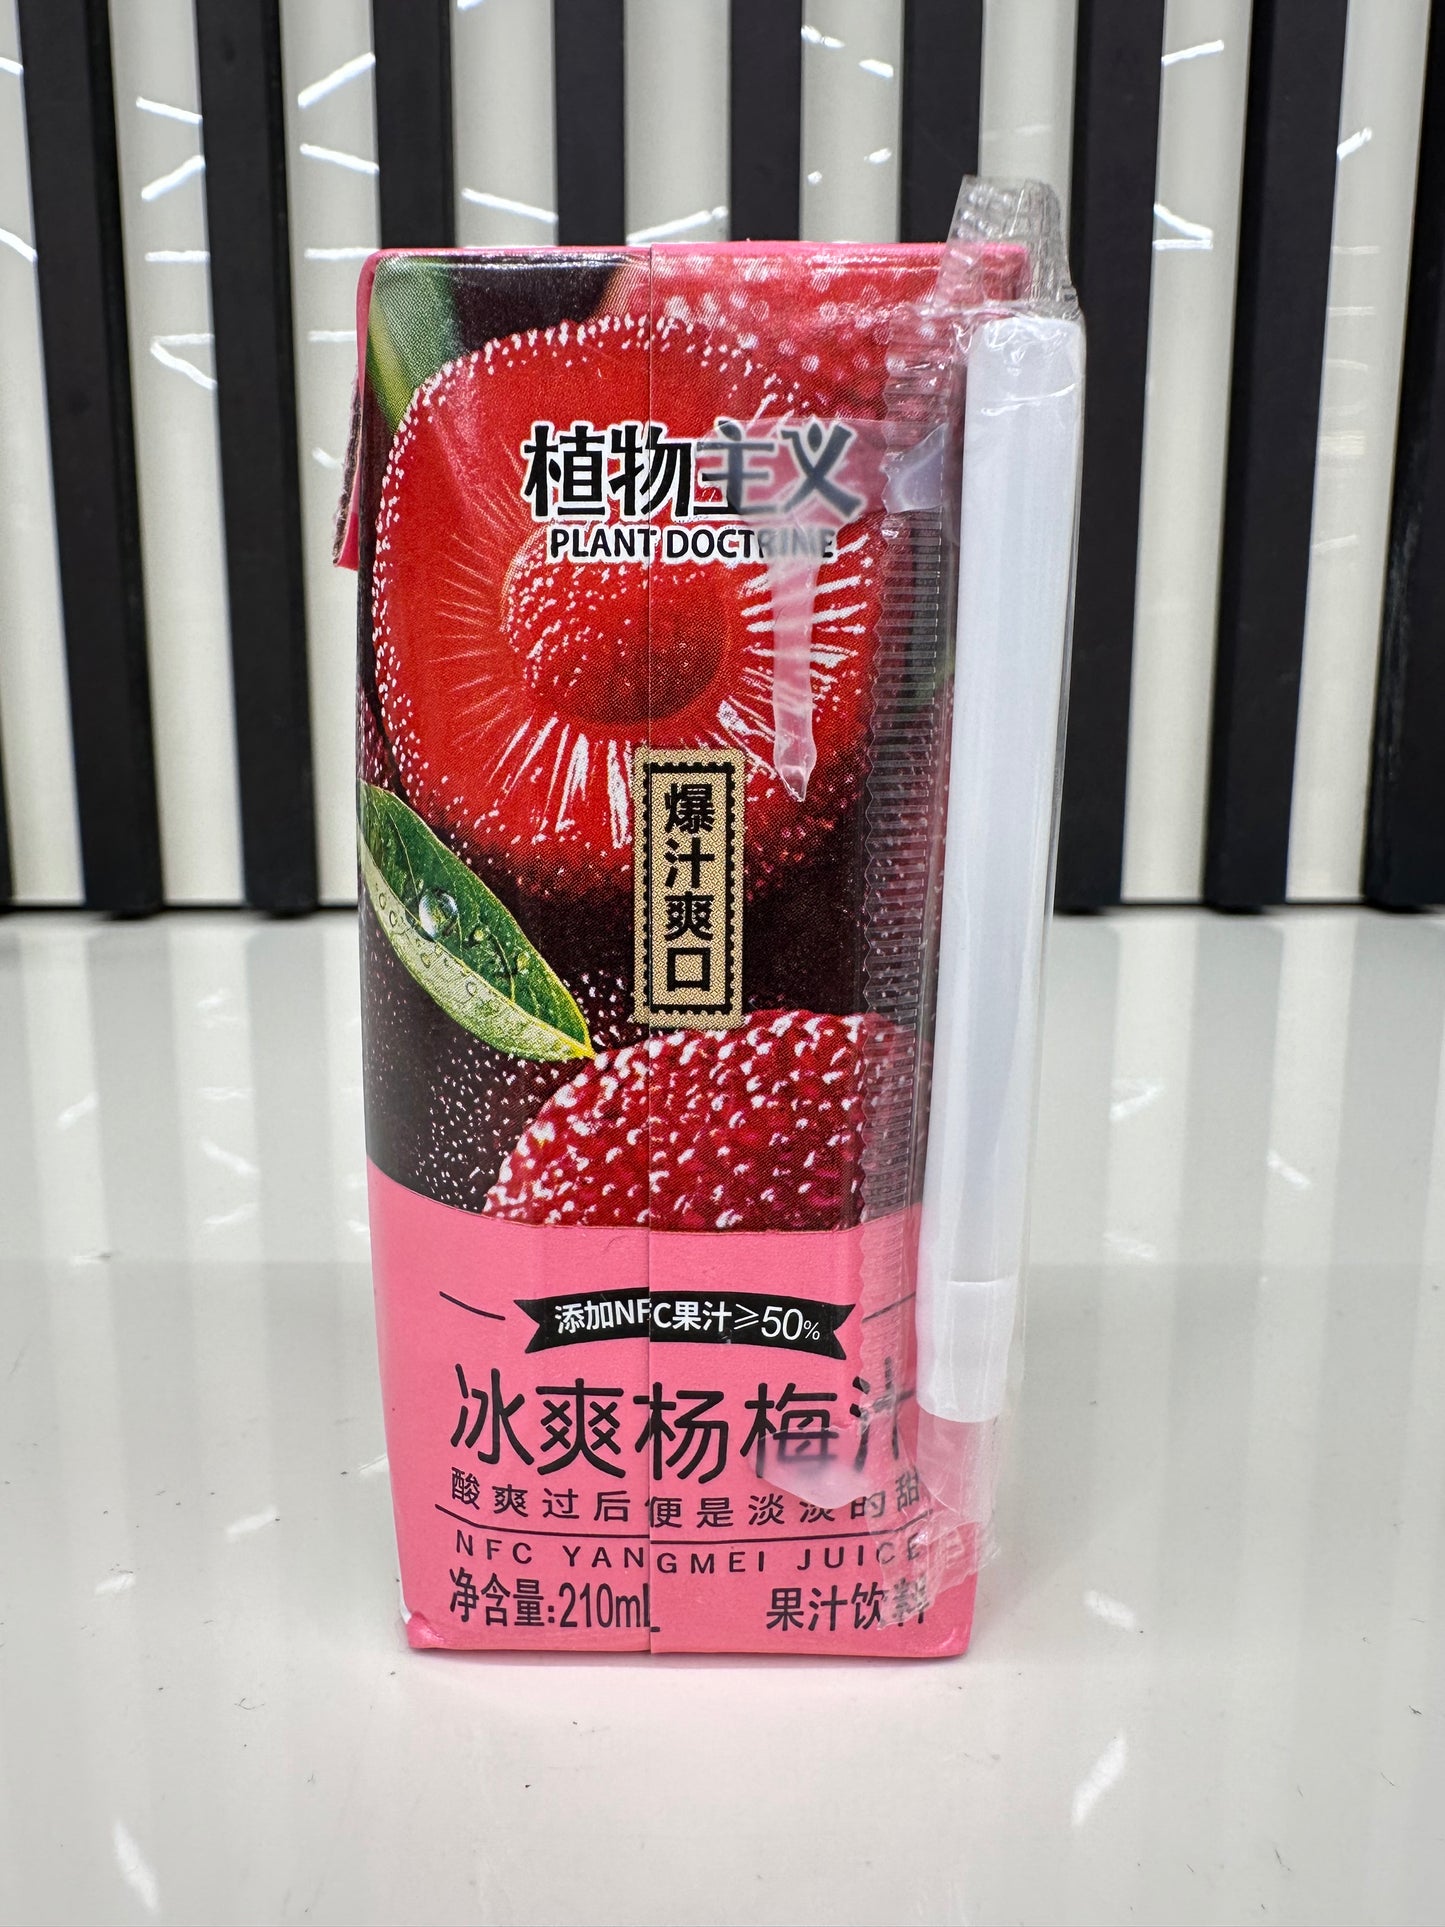 植物主义
PLANT DOCTRINE
爆汁爽口
添加NFC果汁≥50%
冰爽杨梅汁
酸爽过后便是淡淡的甜
NFC YANGMEI JUICE
净含量:210mL
果汁饮料